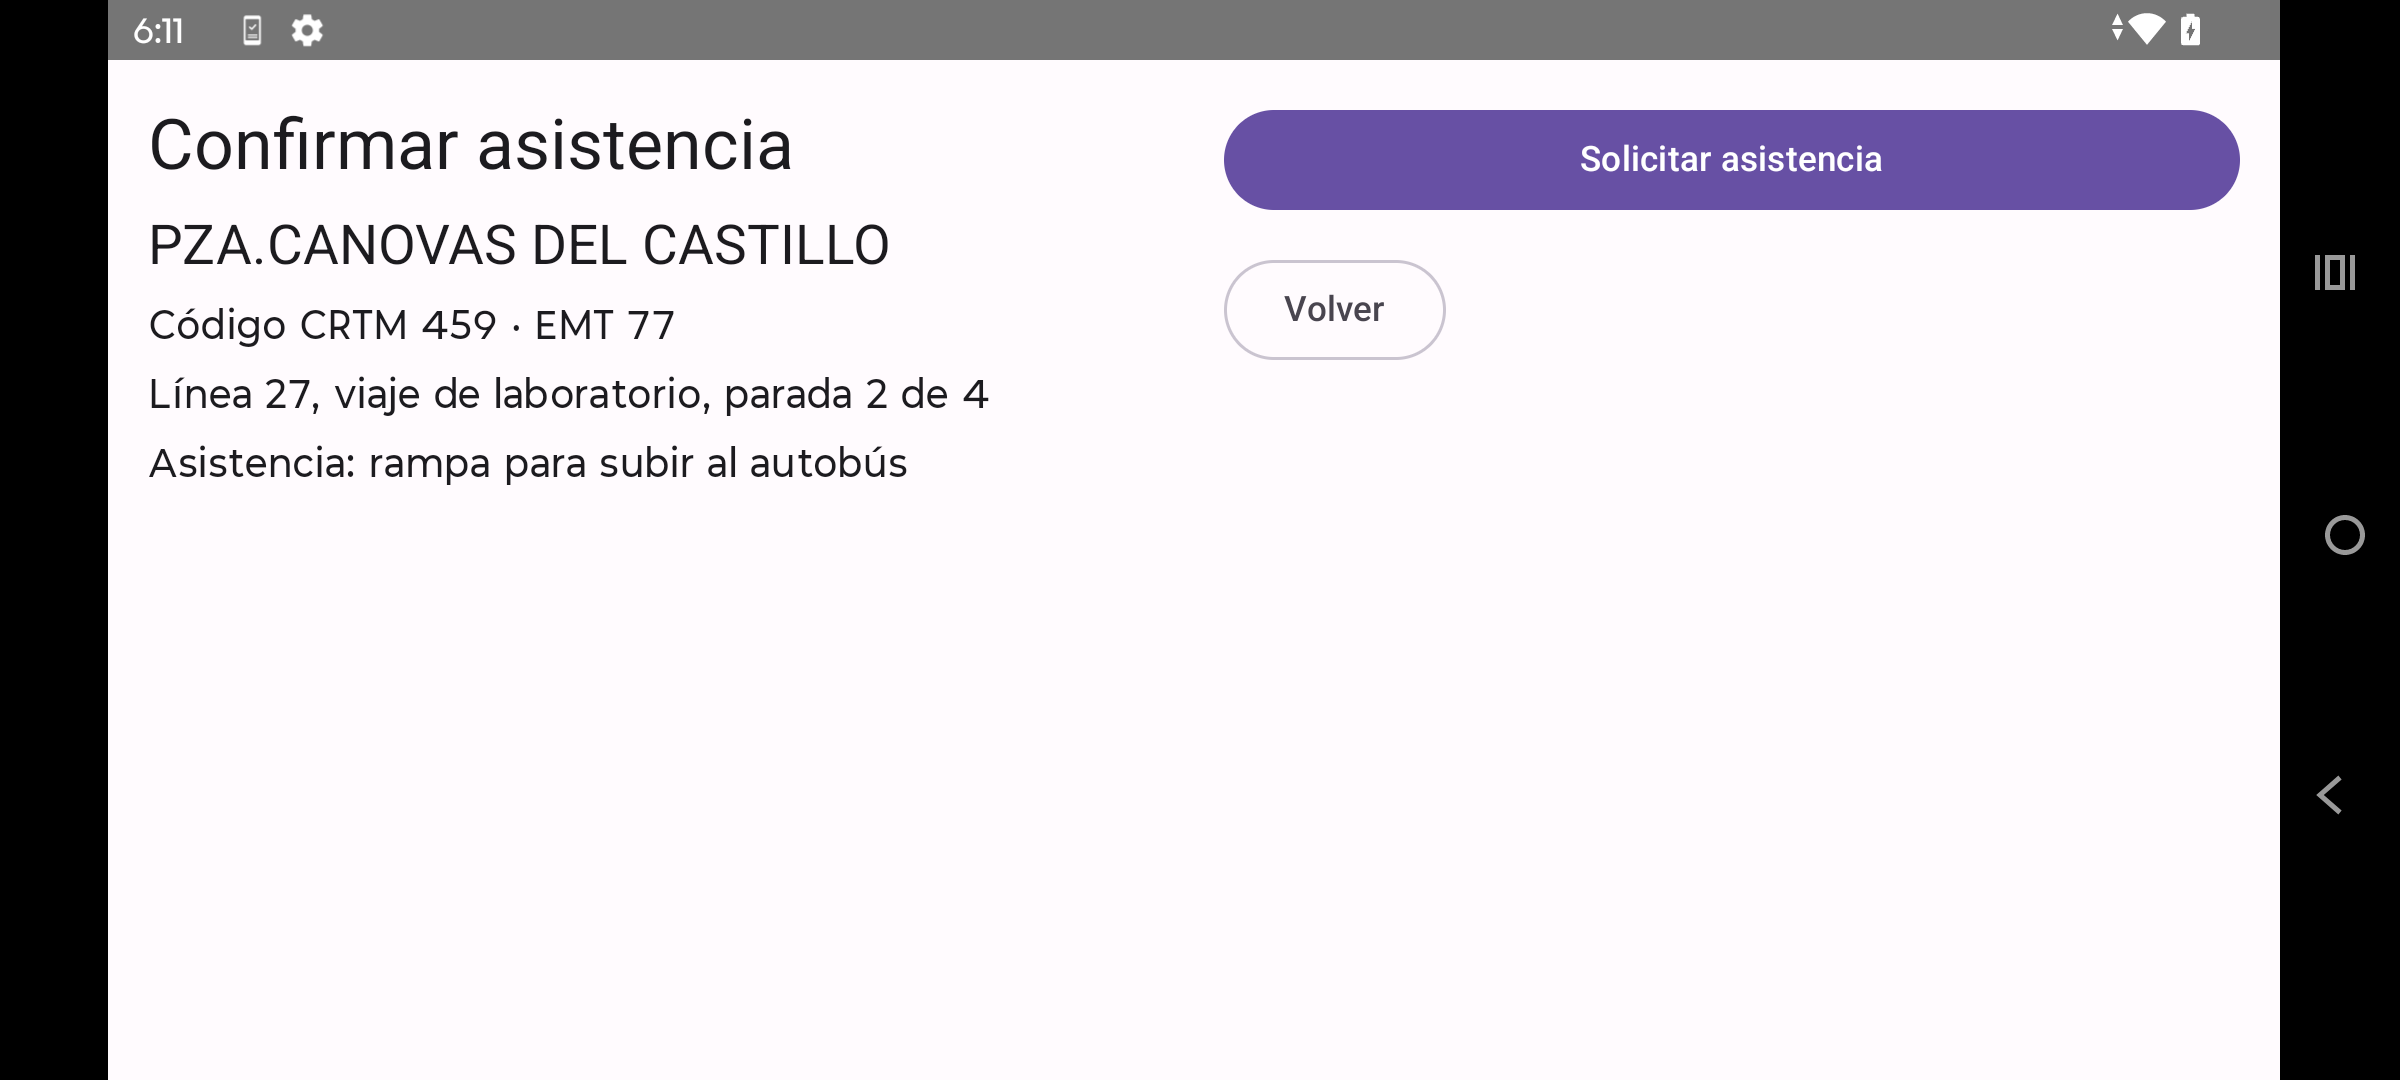 6:11
Confirmar asistencia
PZA.CANOVAS DEL CASTILLO
Código CRTM 459 · EMT 77
Línea 27, viaje de laboratorio, parada 2 de 4
Asistencia: rampa para subir al autobús
Solicitar asistencia
Volver